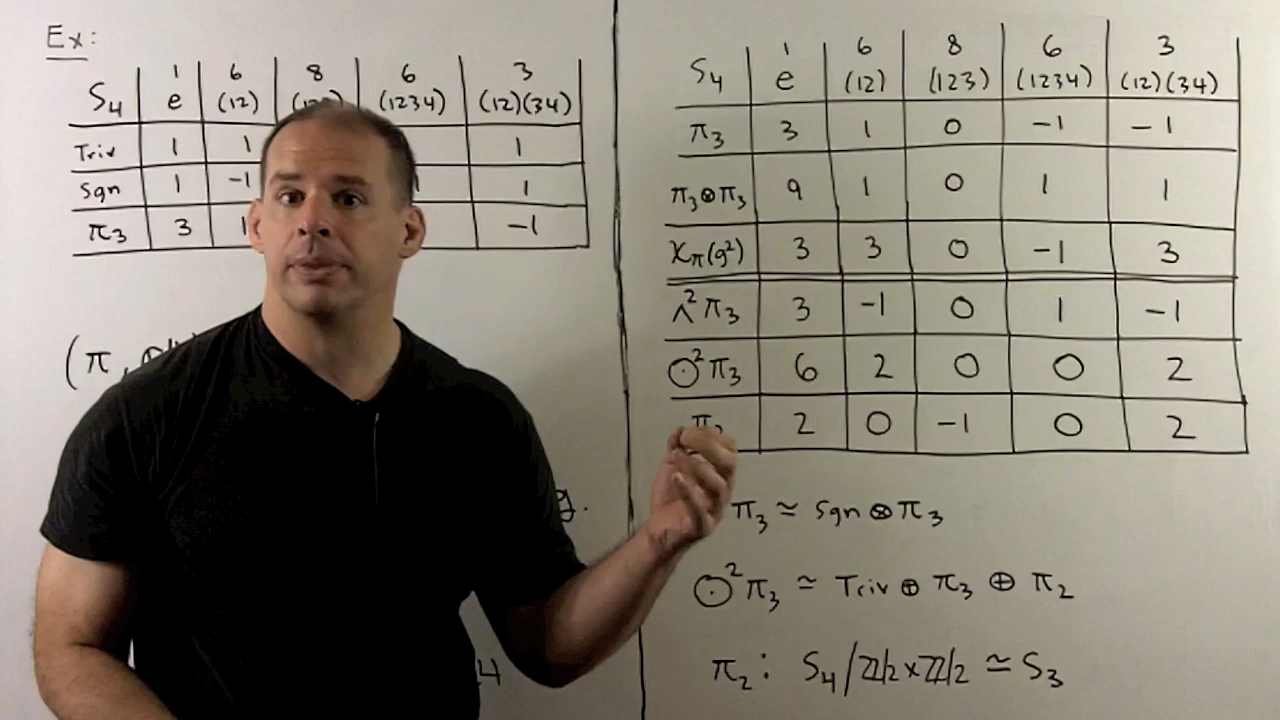 Ex:
1 6 8 6 3
S₄ e (12) (12 (1234) (12)(34)
Triv 1 1 1
Sgn 1 -1 1
π₃ 3 1 -1
(π
g.
4
1 6 8 6 3
S₄ e (12) (123) (1234) (12)(34)
π₃ 3 1 0 -1 -1
π₃⊗π₃ 9 1 0 1 1
χ_π(g²) 3 3 0 -1 3
Λ²π₃ 3 -1 0 1 -1
⊙²π₃ 6 2 0 0 2
π₂ 2 0 -1 0 2
π₃ ≃ Sgn⊗π₃
⊙²π₃ ≃ Triv ⊕ π₃ ⊕ π₂
π₂: S₄/ℤ/2×ℤ/2 ≃ S₃